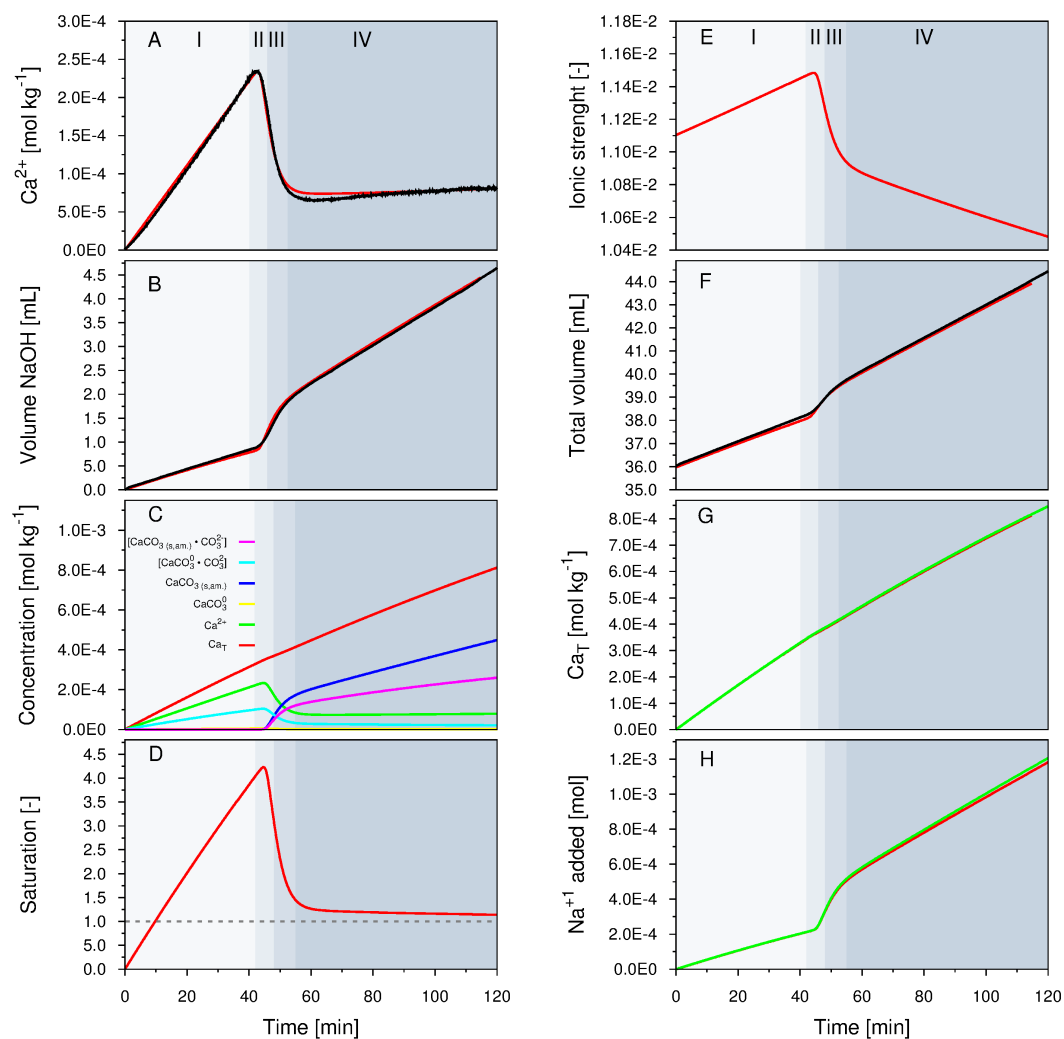 A I II III IV
3.0E-4
2.5E-4
2.0E-4
1.5E-4
1.0E-4
5.0E-5
0.0E0
Ca²⁺ [mol kg⁻¹]
E I II III IV
1.18E-2
1.16E-2
1.14E-2
1.12E-2
1.10E-2
1.08E-2
1.06E-2
1.04E-2
Ionic strenght [-]
B
4.5
4.0
3.5
3.0
2.5
2.0
1.5
1.0
5.0
0.0
Volume NaOH [mL]
F
44.0
43.0
42.0
41.0
40.0
39.0
38.0
37.0
36.0
35.0
Total volume [mL]
C
1.0E-3
8.0E-4
6.0E-4
4.0E-4
2.0E-4
0.0E0
Concentration [mol kg⁻¹]
[CaCO₃ (s,am.) • CO₃²⁻]
[CaCO₃⁰ • CO₃²]
CaCO₃ (s,am.)
CaCO₃⁰
Ca²⁺
Ca_T
G
8.0E-4
7.0E-4
6.0E-4
5.0E-4
4.0E-4
3.0E-4
2.0E-4
1.0E-4
0.0E0
Ca_T [mol kg⁻¹]
D
4.5
4.0
3.5
3.0
2.5
2.0
1.5
1.0
5.0
0.0
Saturation [-]
0 20 40 60 80 100 120
Time [min]
H
1.2E-3
1.0E-3
8.0E-4
6.0E-4
4.0E-4
2.0E-4
0.0E0
Na⁺¹ added [mol]
0 20 40 60 80 100 120
Time [min]